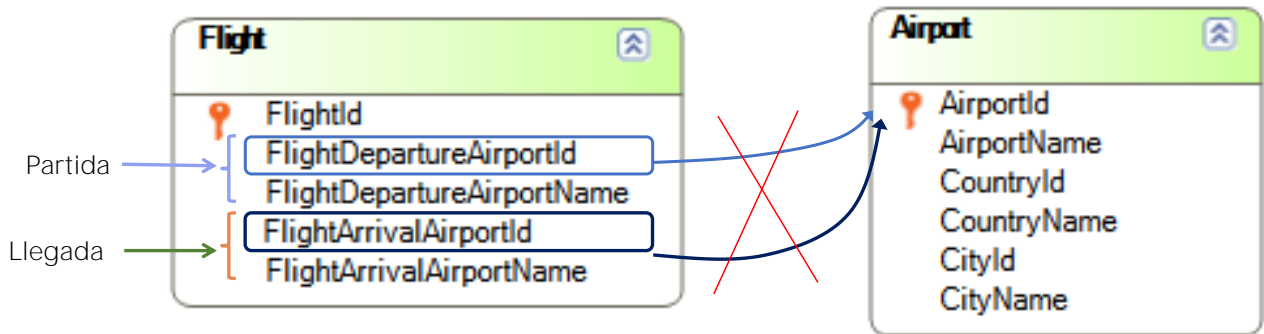 Flight
FlightId
FlightDepartureAirportId
FlightDepartureAirportName
FlightArrivalAirportId
FlightArrivalAirportName
Partida
Llegada
Airport
AirportId
AirportName
CountryId
CountryName
CityId
CityName